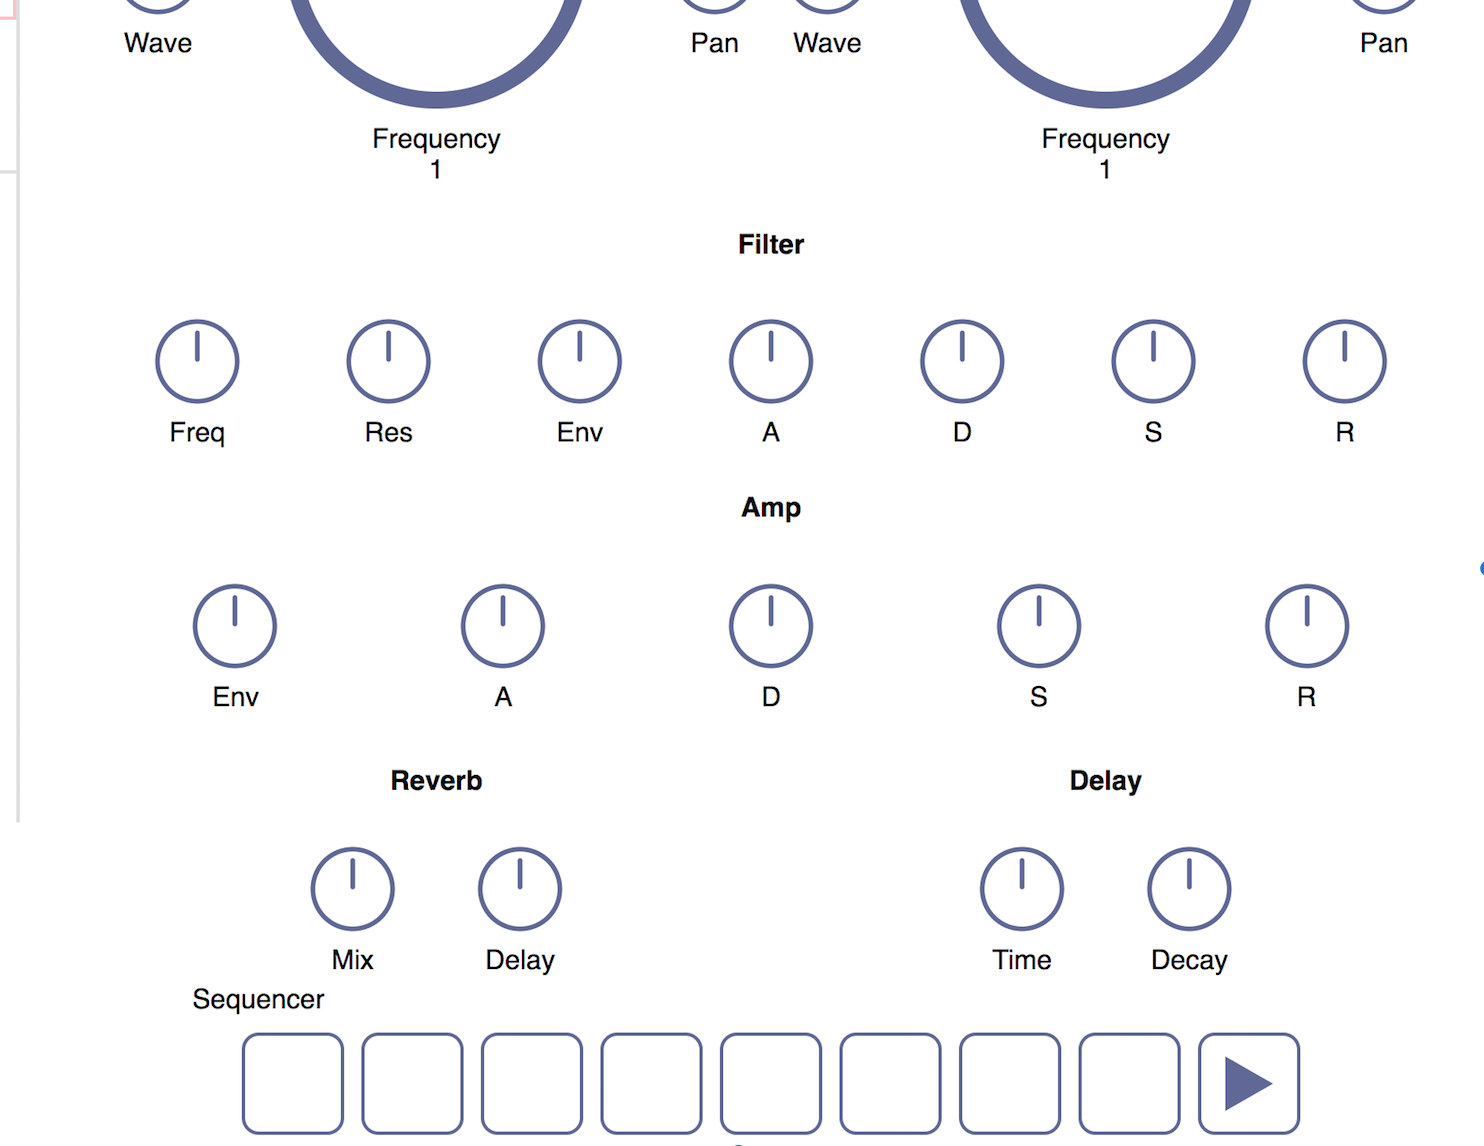 Wave Pan Wave Pan
Frequency Frequency
1 1
Filter
Freq Res Env A D S R
Amp
Env A D S R
Reverb Delay
Mix Delay Time Decay
Sequencer